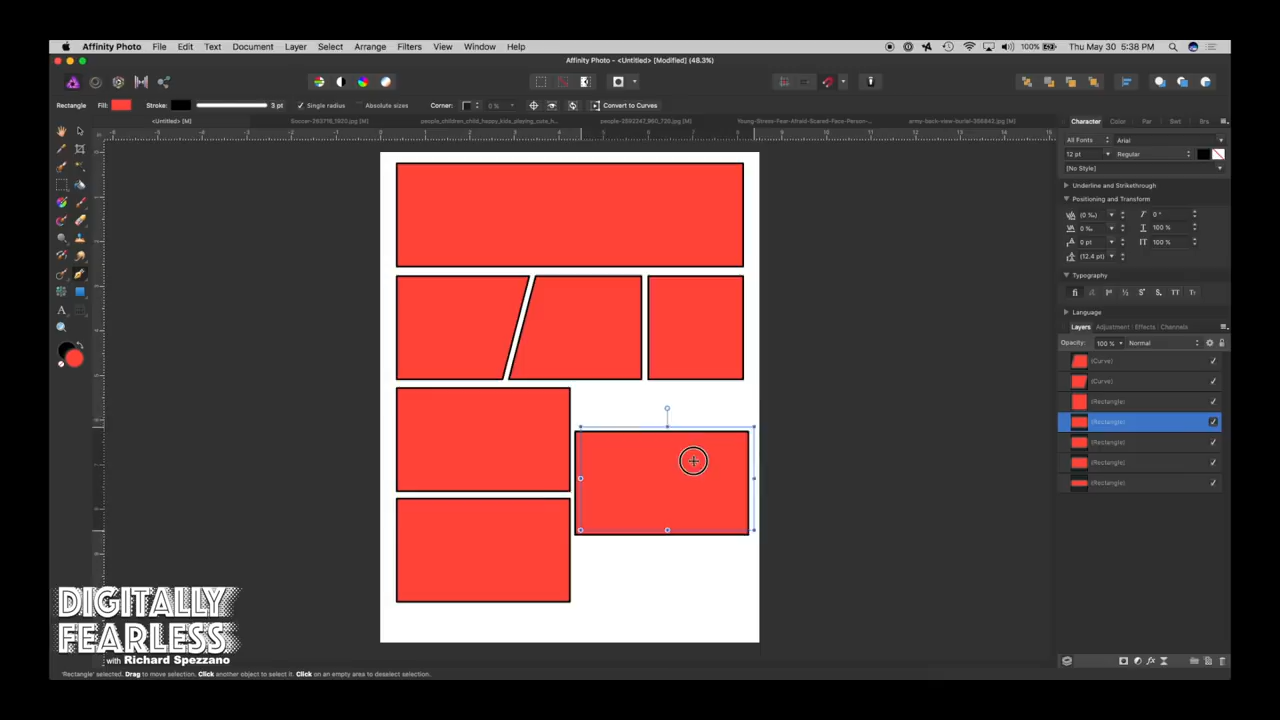 Affinity Photo File Edit Text Document Layer Select Arrange Filters View Window Help 100% Thu May 30 5:38 PM
Affinity Photo - <Untitled> [Modified] (48.3%)
Rectangle Fill: Stroke: 3 pt Single radius Absolute sizes Corner: 0 % Convert to Curves
<Untitled> [M] Soccer-263716_1920.jpg [M] people_children_child_happy_kids_playing_cute_h... people-2592247_960_720.jpg [M] Young-Stress-Fear-Afraid-Scared-Face-Person-... army-back-view-burial-356842.jpg [M]
Character Color Par Swt Brs
All Fonts Arial
12 pt Regular
[No Style]
Underline and Strikethrough
Positioning and Transform
(0 ‰) 0 °
0 ‰ 100 %
0 pt 100 %
(12.4 pt)
Typography
Language
Layers Adjustment Effects Channels
Opacity: 100 % Normal
(Curve)
(Curve)
(Rectangle)
(Rectangle)
(Rectangle)
(Rectangle)
(Rectangle)
DIGITALLY
FEARLESS
with Richard Spezzano
'Rectangle' selected. Drag to move selection. Click another object to select it. Click on an empty area to deselect selection.